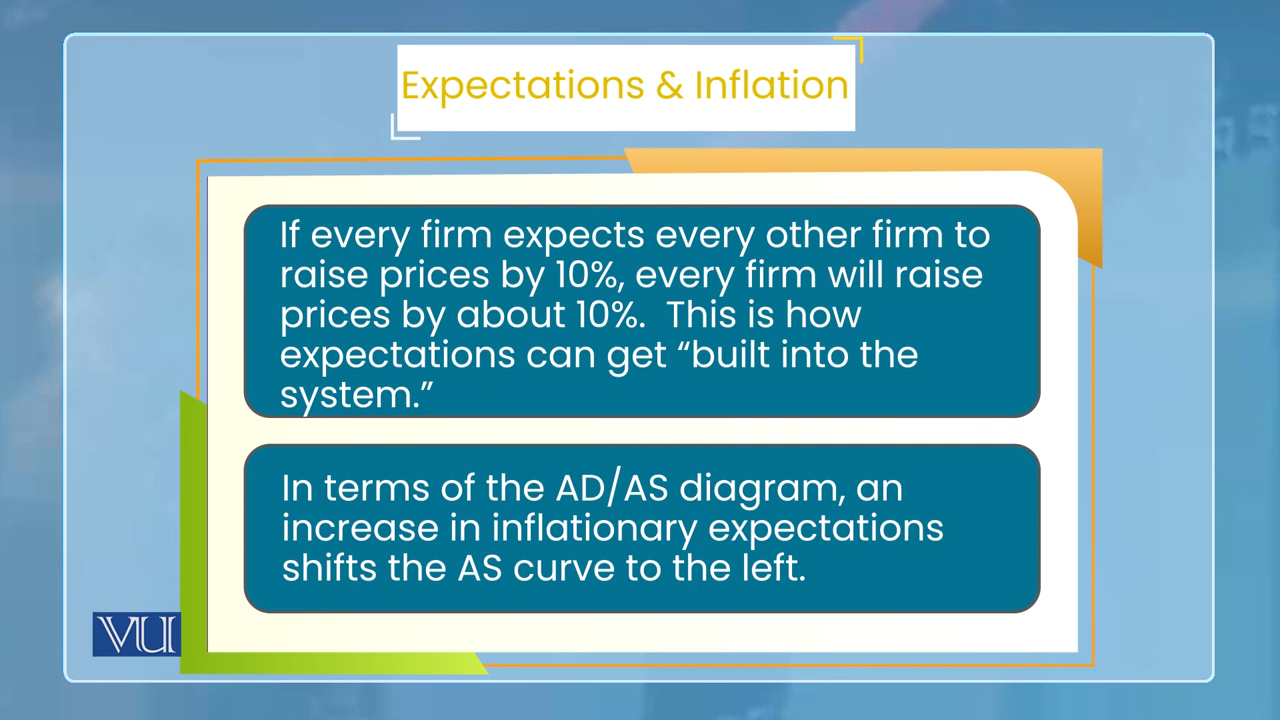 Expectations & Inflation
If every firm expects every other firm to
raise prices by 10%, every firm will raise
prices by about 10%.  This is how
expectations can get “built into the
system.”
In terms of the AD/AS diagram, an
increase in inflationary expectations
shifts the AS curve to the left.
VU